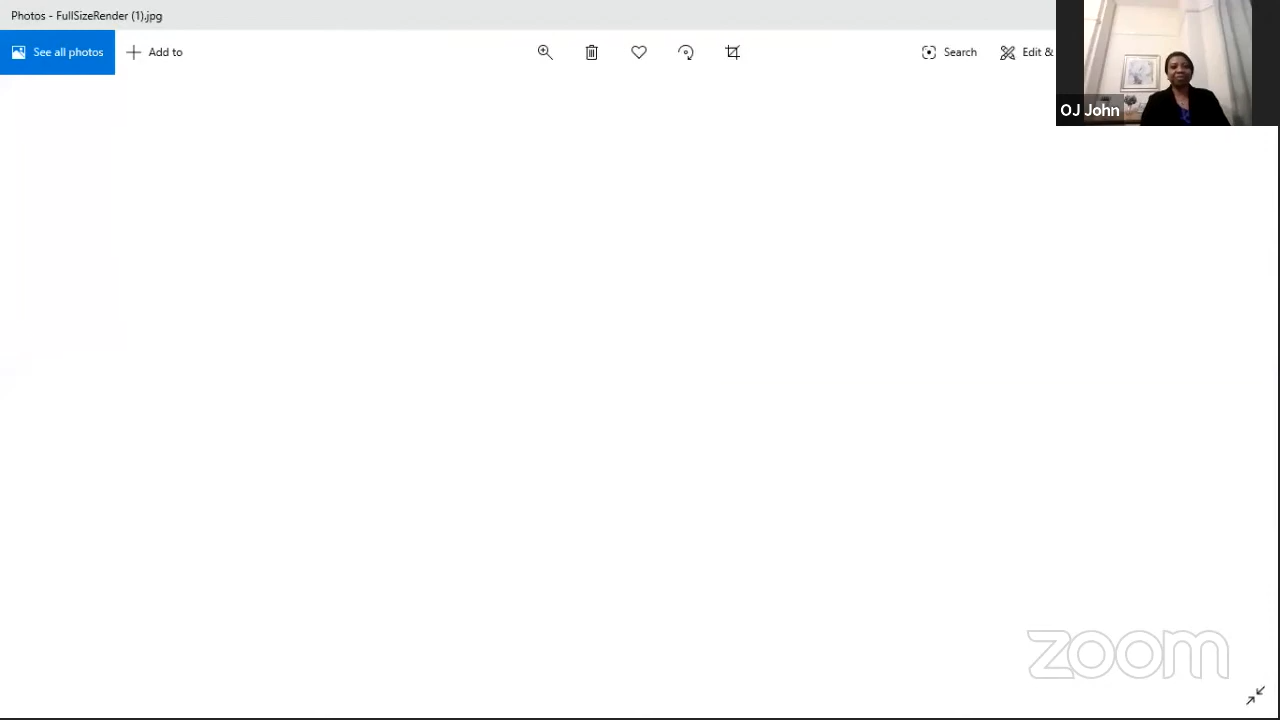 Photos - FullSizeRender (1).jpg
See all photos
Add to
Search
Edit &
OJ John
zoom